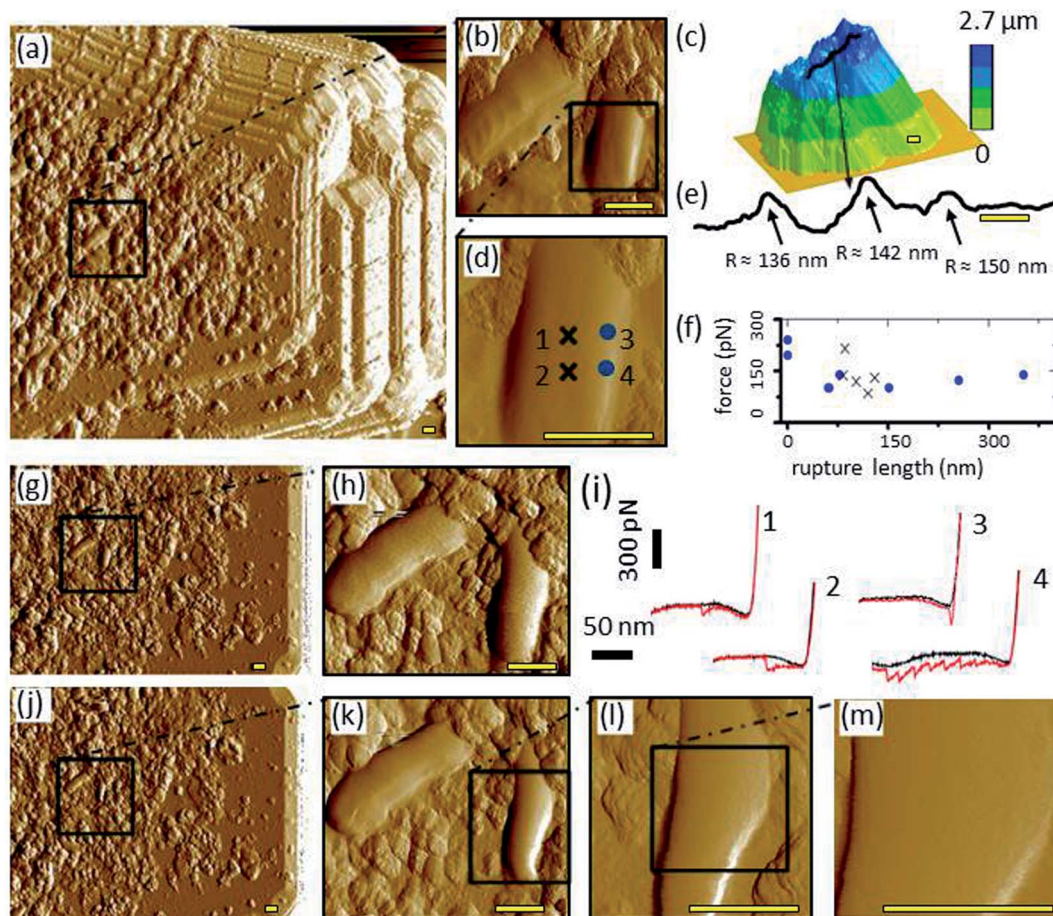 (a)
(b)
(c)
2.7 µm
0
(d)
1
3
2
4
(e)
R ≈ 136 nm
R ≈ 142 nm
R ≈ 150 nm
(f)
force (pN)
300
150
0
0
150
300
rupture length (nm)
(g)
(h)
(i)
300 pN
50 nm
1
3
2
4
(j)
(k)
(l)
(m)